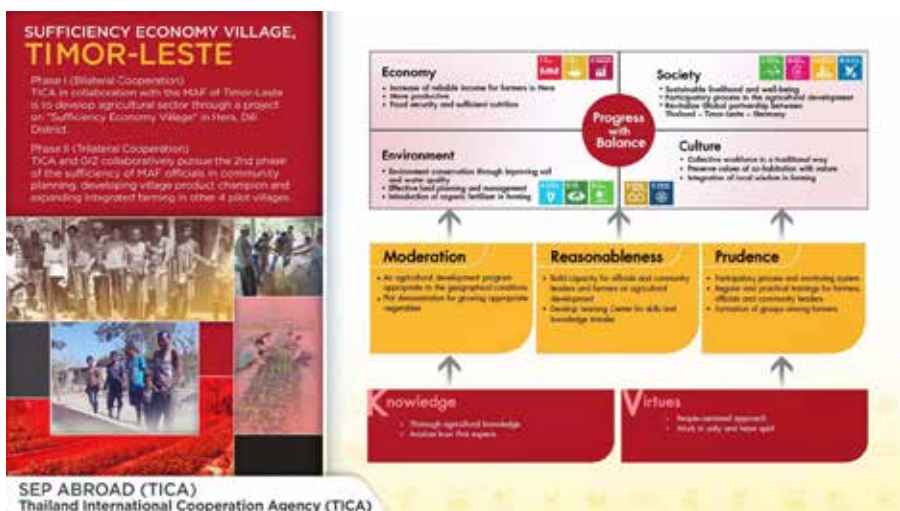 SUFFICIENCY ECONOMY VILLAGE,
TIMOR-LESTE
Phase I (Bilateral Cooperation)
TICA in collaboration with the MAF of Timor-Leste
is to develop agricultural sector through a project
on "Sufficiency Economy Village" in Hera, Dili
District.
Phase II (Trilateral Cooperation)
TICA and GIZ collaboratively pursue the 2nd phase
of the sufficiency of MAF officials in community
planning, developing village product champion and
expanding integrated farming in other 4 pilot villages.
SEP ABROAD (TICA)
Thailand International Cooperation Agency (TICA)
Economy
• Increase of reliable income for farmers in Hera
• More productive
• Food security and sufficient nutrition
Society
• Sustainable livelihood and well-being
• Participatory process in the agricultural development
• Revitalize Global partnership between
Thailand – Timor-Leste – Germany
Progress
with
Balance
Environment
• Environment conservation through improving soil
and water quality
• Effective land planning and management
• Introduction of organic fertilizer in farming
Culture
• Collective workforce in a traditional way
• Preserve values of co-habitation with nature
• Integration of local wisdom in farming
Moderation
• An agricultural development program
appropriate to the geographical conditions
• Plot demonstration for growing appropriate
vegetables
Reasonableness
• Build capacity for officials and community
leaders and farmers on agricultural
development
• Develop Learning Center for skills and
knowledge transfer
Prudence
• Participatory process and monitoring system
• Regular and practical trainings for farmers,
officials and community leaders
• Formation of groups among farmers
Knowledge
• Thorough agricultural knowledge
• Advice from Thai experts
Virtues
• People-centered approach
• Work in unity and team spirit